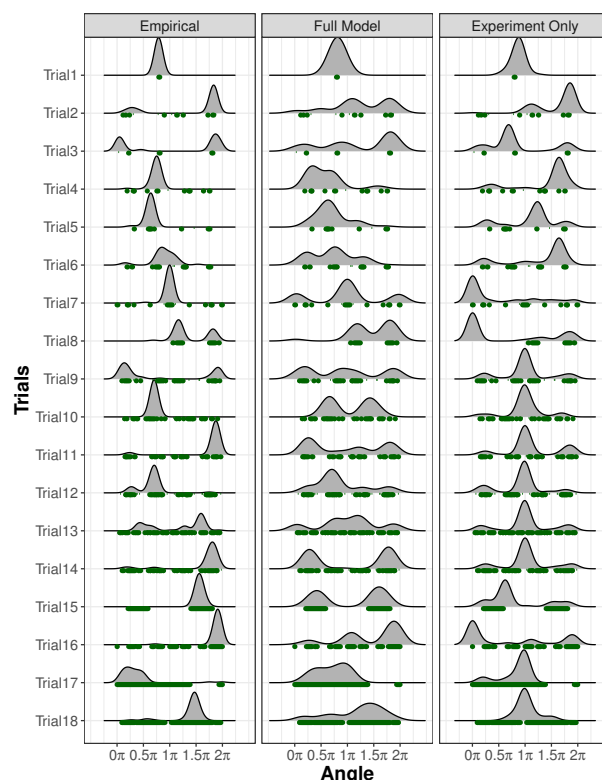 Empirical Full Model Experiment Only
Trial1
Trial2
Trial3
Trial4
Trial5
Trial6
Trial7
Trial8
Trial9
Trial10
Trial11
Trial12
Trial13
Trial14
Trial15
Trial16
Trial17
Trial18
Trials
0π 0.5π 1π 1.5π 2π 0π 0.5π 1π 1.5π 2π 0π 0.5π 1π 1.5π 2π
Angle